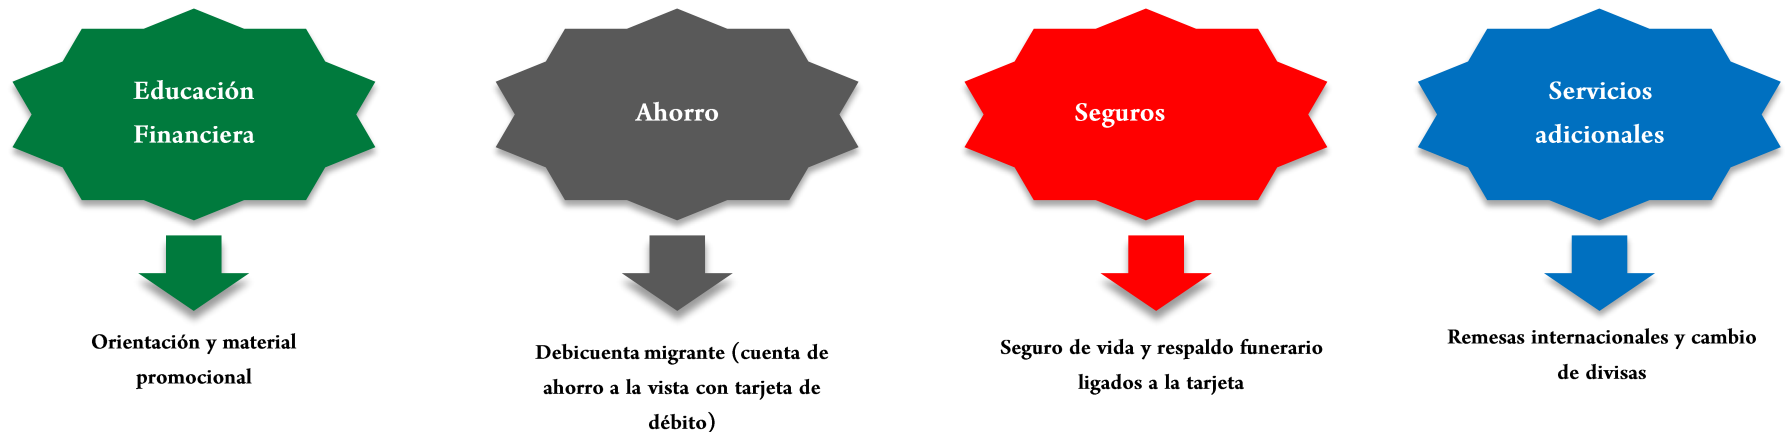 Educación
Financiera
Ahorro
Seguros
Servicios
adicionales
Orientación y material
promocional
Debicuenta migrante (cuenta de
ahorro a la vista con tarjeta de
débito)
Seguro de vida y respaldo funerario
ligados a la tarjeta
Remesas internacionales y cambio
de divisas